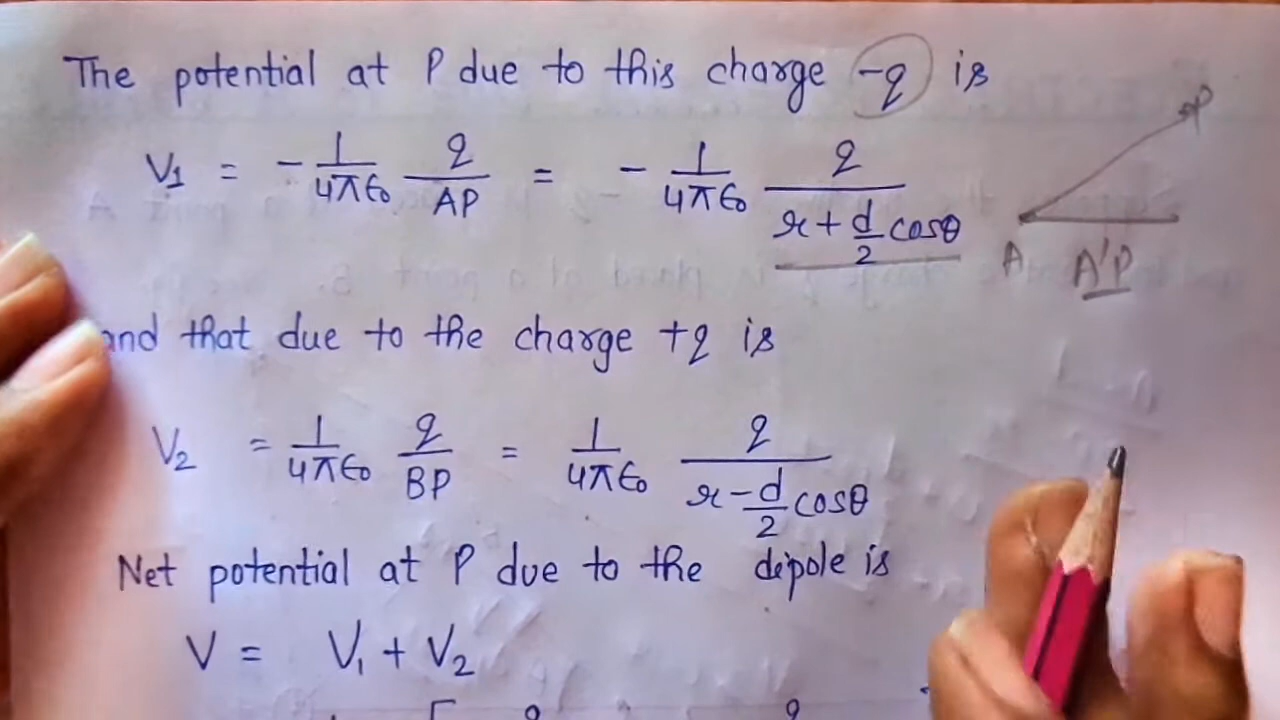 The potential at P due to this charge -q is
V₁ = - 1/4πϵ₀ q/AP = - 1/4πϵ₀ q/(r + d/2 cosθ)
P
A A'P
and that due to the charge +q is
V₂ = 1/4πϵ₀ q/BP = 1/4πϵ₀ q/(r - d/2 cosθ)
Net potential at P due to the dipole is
V = V₁ + V₂